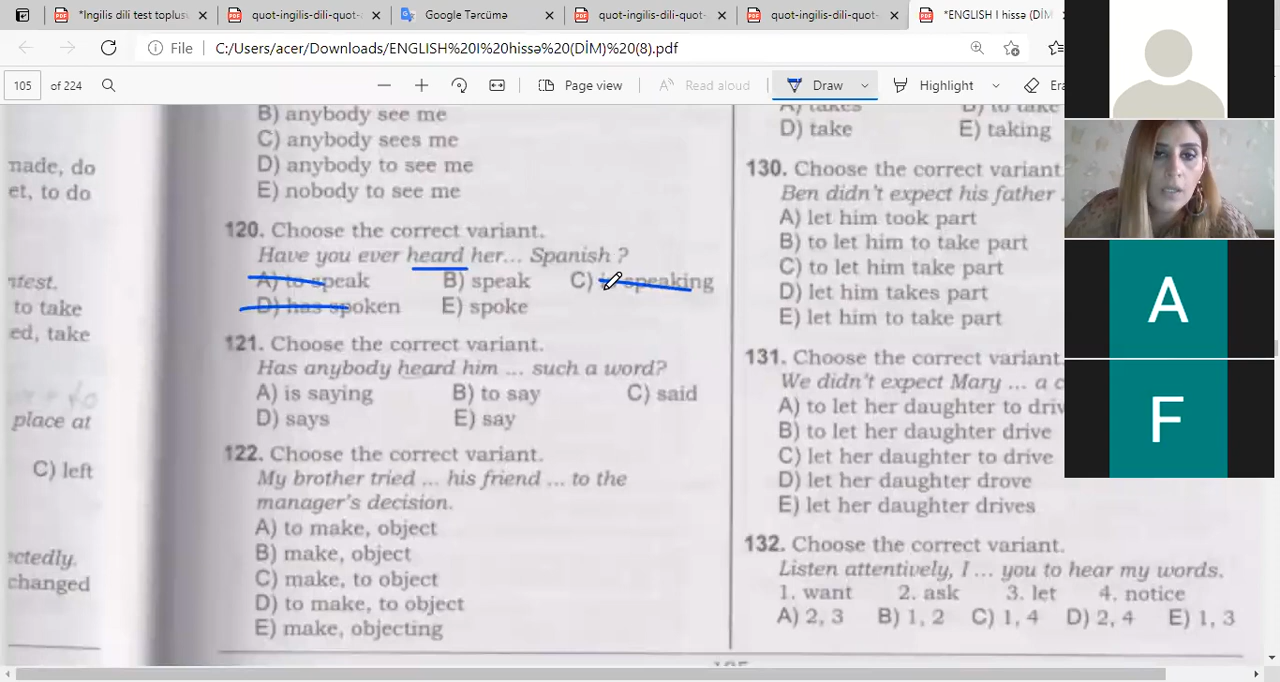 *Ingilis dili test toplusu
quot-ingilis-dili-quot-
Google Tərcümə
quot-ingilis-dili-quot-
quot-ingilis-dili-quot-
*ENGLISH I hissə (DİM)
File
C:/Users/acer/Downloads/ENGLISH%20I%20hissə%20(DİM)%20(8).pdf
105 of 224
Page view
Read aloud
Draw
Highlight
Era
made, do
et, to do
ntest.
to take
ed, take
place at
C) left
ectedly.
changed
B) anybody see me
C) anybody sees me
D) anybody to see me
E) nobody to see me
120. Choose the correct variant.
Have you ever heard her... Spanish ?
A) to speak B) speak C) is speaking
D) has spoken E) spoke
121. Choose the correct variant.
Has anybody heard him ... such a word?
A) is saying B) to say C) said
D) says E) say
122. Choose the correct variant.
My brother tried ... his friend ... to the
manager's decision.
A) to make, object
B) make, object
C) make, to object
D) to make, to object
E) make, objecting
A) takes B) to take
D) take E) taking
130. Choose the correct variant.
Ben didn't expect his father
A) let him took part
B) to let him to take part
C) to let him take part
D) let him takes part
E) let him to take part
131. Choose the correct variant.
We didn't expect Mary ... a c
A) to let her daughter to driv
B) to let her daughter drive
C) let her daughter to drive
D) let her daughter drove
E) let her daughter drives
132. Choose the correct variant.
Listen attentively, I ... you to hear my words.
1. want 2. ask 3. let 4. notice
A) 2, 3 B) 1, 2 C) 1, 4 D) 2, 4 E) 1, 3
A
F